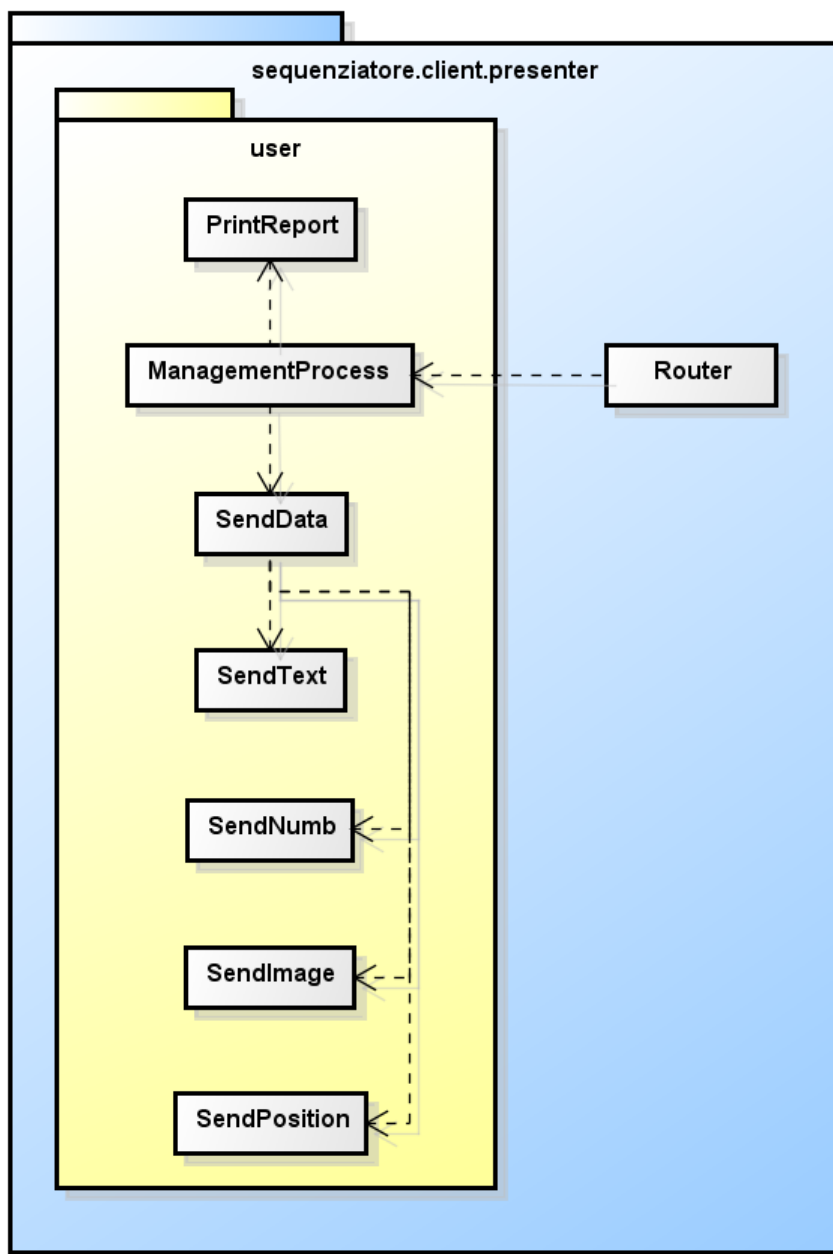 sequenziatore.client.presenter
user
PrintReport
ManagementProcess
Router
SendData
SendText
SendNumb
SendImage
SendPosition